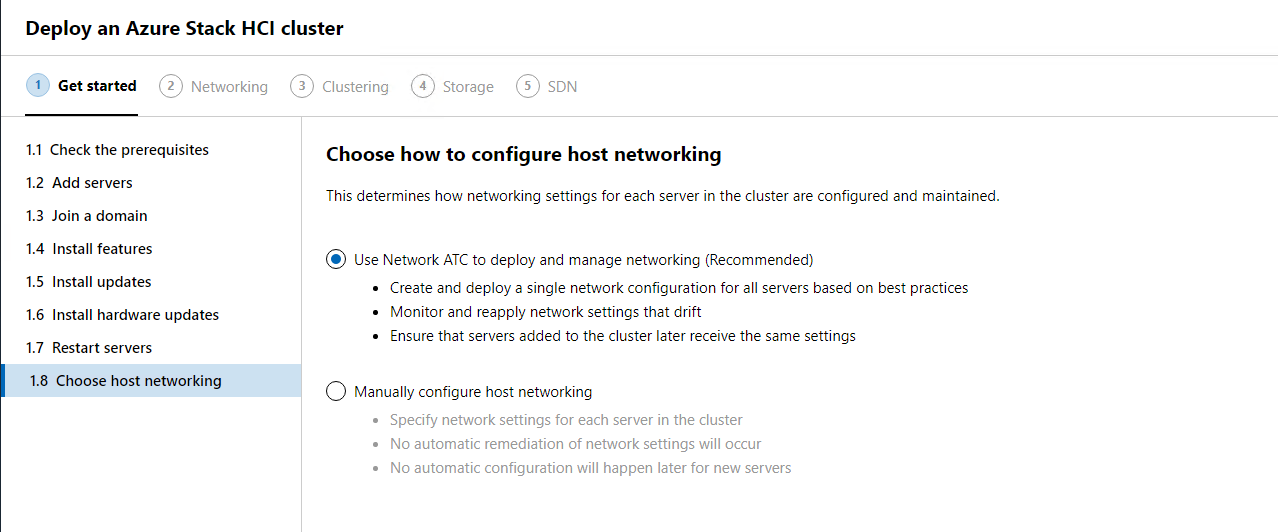 Deploy an Azure Stack HCI cluster
1 Get started 2 Networking 3 Clustering 4 Storage 5 SDN
1.1 Check the prerequisites
1.2 Add servers
1.3 Join a domain
1.4 Install features
1.5 Install updates
1.6 Install hardware updates
1.7 Restart servers
1.8 Choose host networking
Choose how to configure host networking
This determines how networking settings for each server in the cluster are configured and maintained.
Use Network ATC to deploy and manage networking (Recommended)
• Create and deploy a single network configuration for all servers based on best practices
• Monitor and reapply network settings that drift
• Ensure that servers added to the cluster later receive the same settings
Manually configure host networking
• Specify network settings for each server in the cluster
• No automatic remediation of network settings will occur
• No automatic configuration will happen later for new servers